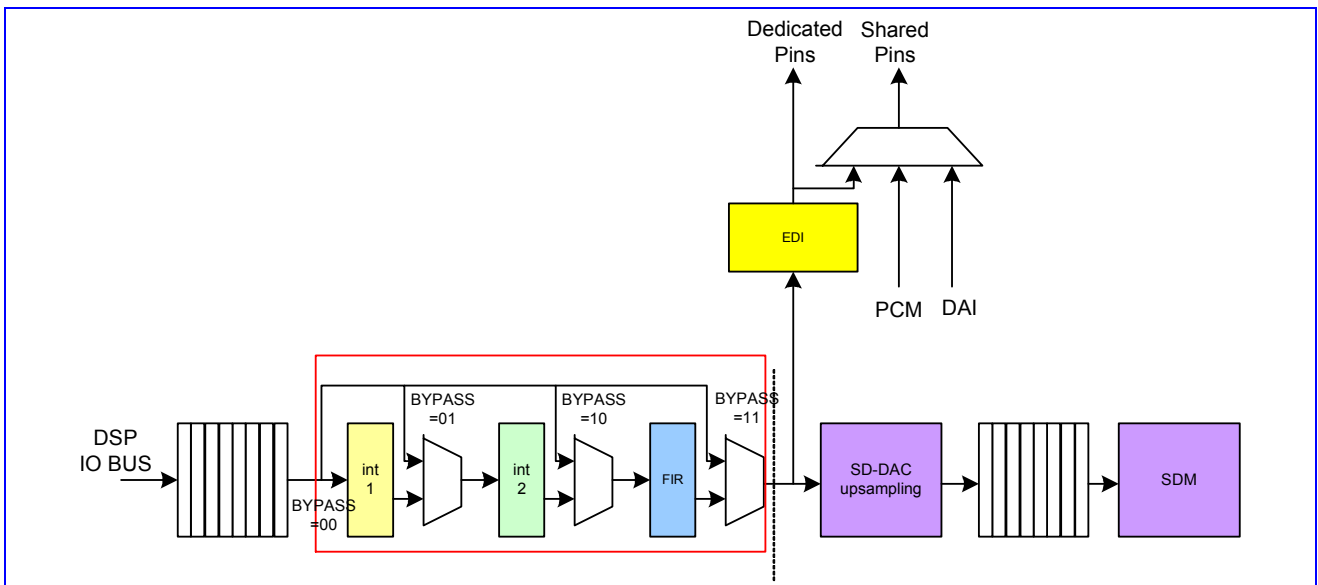 Dedicated
Pins
Shared
Pins
EDI
PCM
DAI
DSP
IO BUS
BYPASS
=00
int
1
BYPASS
=01
int
2
BYPASS
=10
FIR
BYPASS
=11
SD-DAC
upsampling
SDM